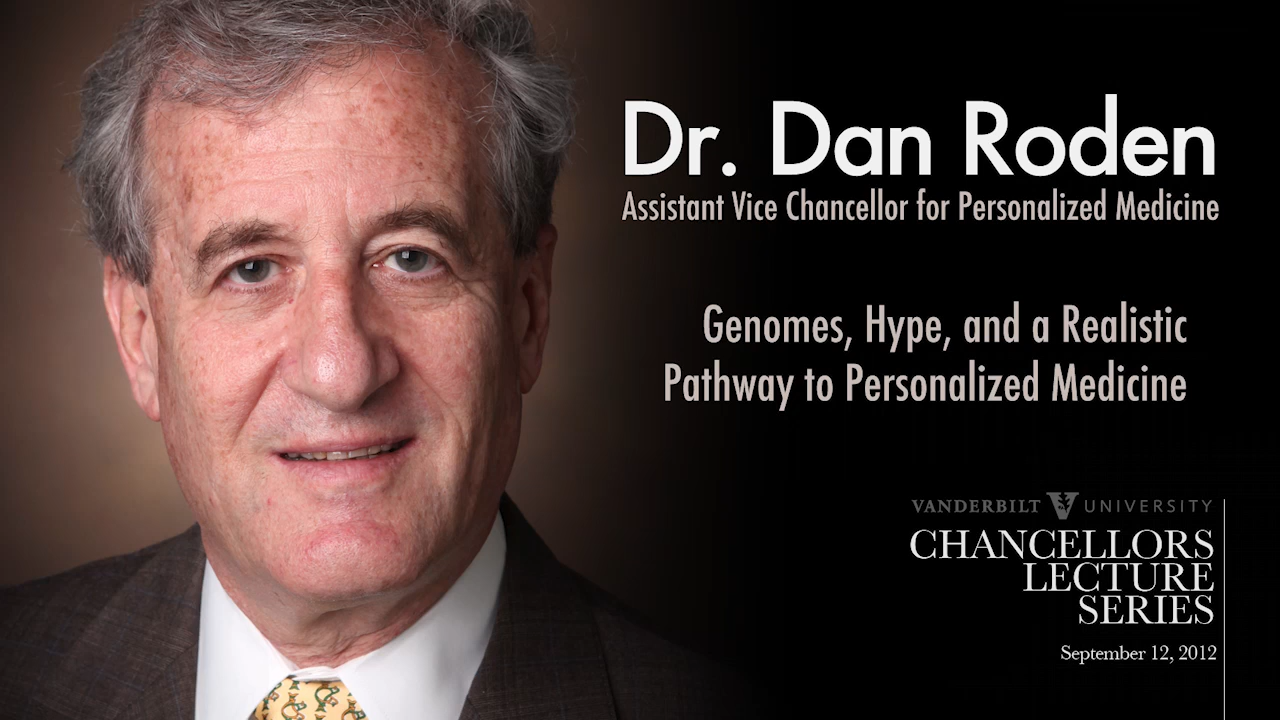 Dr. Dan Roden
Assistant Vice Chancellor for Personalized Medicine
Genomes, Hype, and a Realistic
Pathway to Personalized Medicine
VANDERBILT V UNIVERSITY
CHANCELLORS
LECTURE
SERIES
September 12, 2012